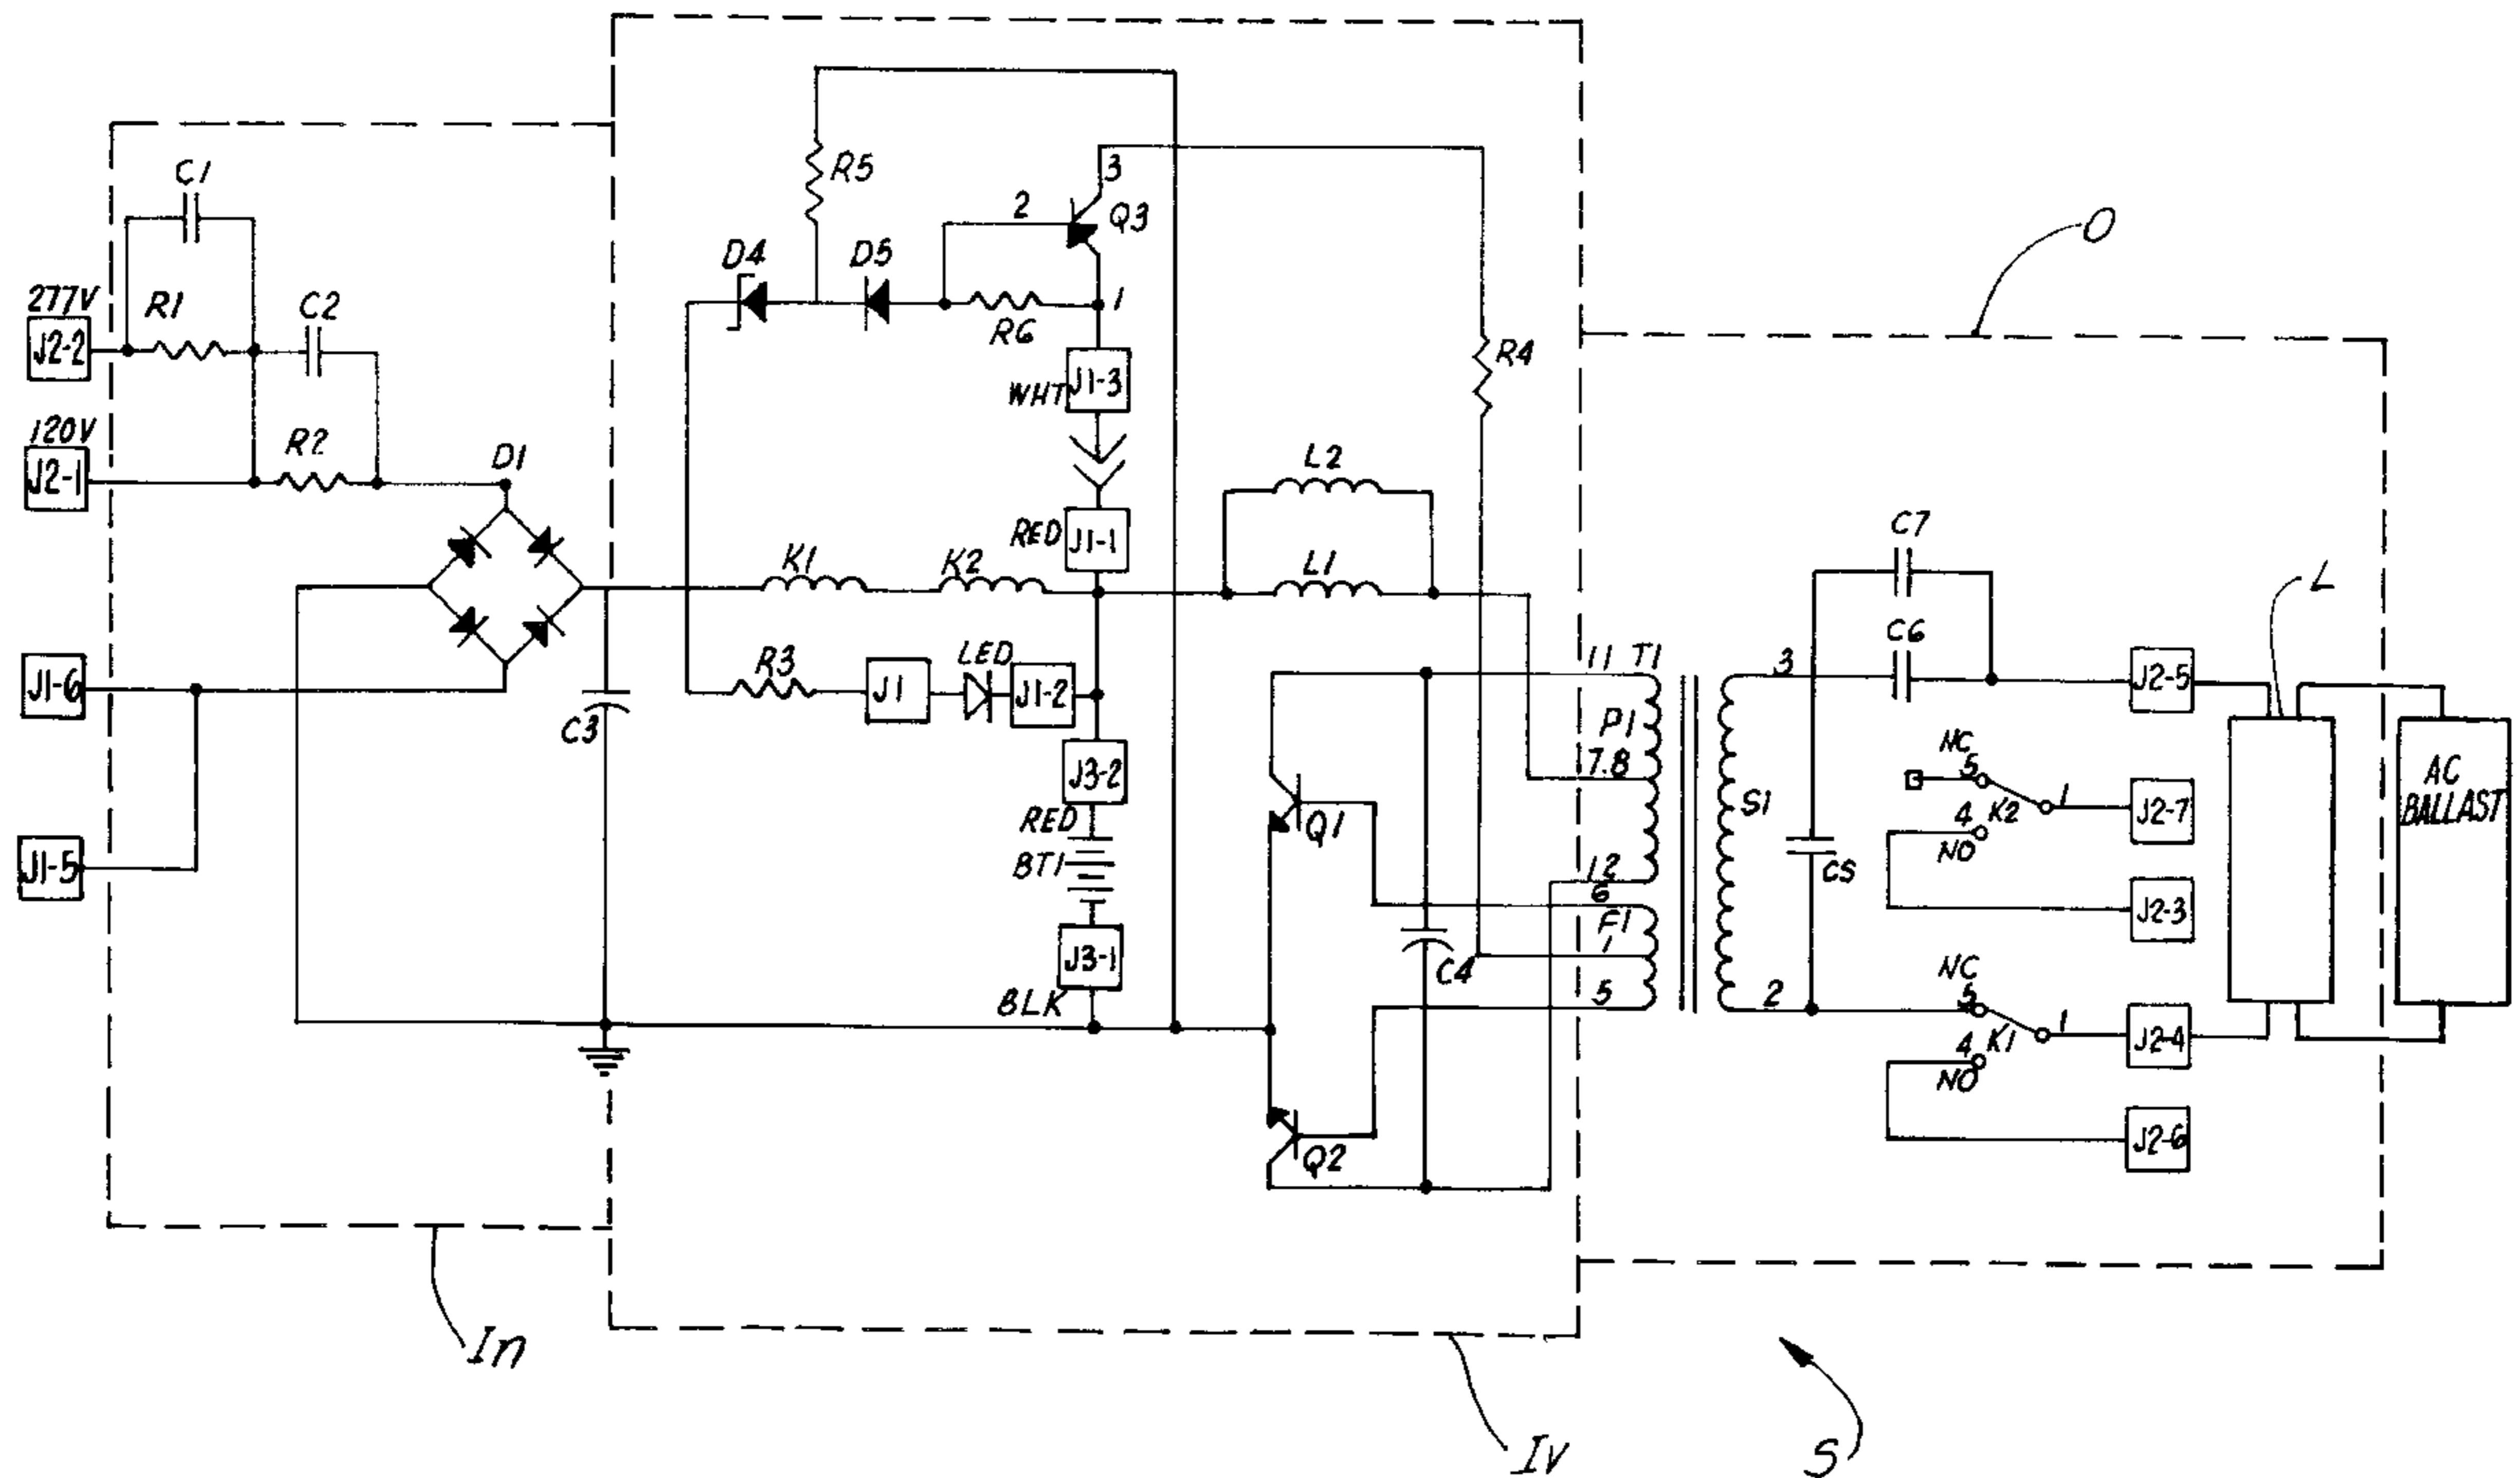 C1
R5
3
2
Q3
O
277V
J2-2
R1
C2
D4
D5
R6
1
R4
WHT
J1-3
120V
J2-1
R2
D1
RED
J1-1
L2
L1
K1
K2
C7
L
J1-6
C3
R3
J1
LED
J1-2
11
T1
3
C6
J2-5
P1
7.8
S1
NC
5
1
4
K2
NO
J2-7
AC
BALLAST
J3-2
RED
BT1
J3-1
BLK
Q1
12
6
F1
1
C4
5
C5
J2-3
J1-5
2
NC
5
1
4
K1
NO
J2-4
Q2
J2-6
In
Iv
S